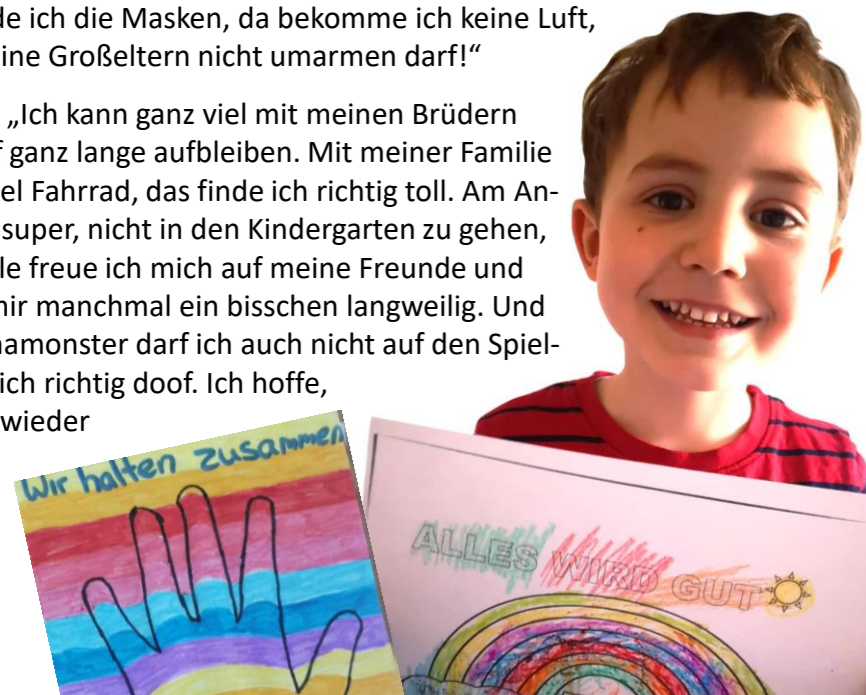 de ich die Masken, da bekomme ich keine Luft,
ine Großeltern nicht umarmen darf!“
„Ich kann ganz viel mit meinen Brüdern
f ganz lange aufbleiben. Mit meiner Familie
el Fahrrad, das finde ich richtig toll. Am An-
super, nicht in den Kindergarten zu gehen,
le freue ich mich auf meine Freunde und
mir manchmal ein bisschen langweilig. Und
namonster darf ich auch nicht auf den Spiel-
ich richtig doof. Ich hoffe,
wieder
Wir halten zusammen
ALLES WIRD GUT